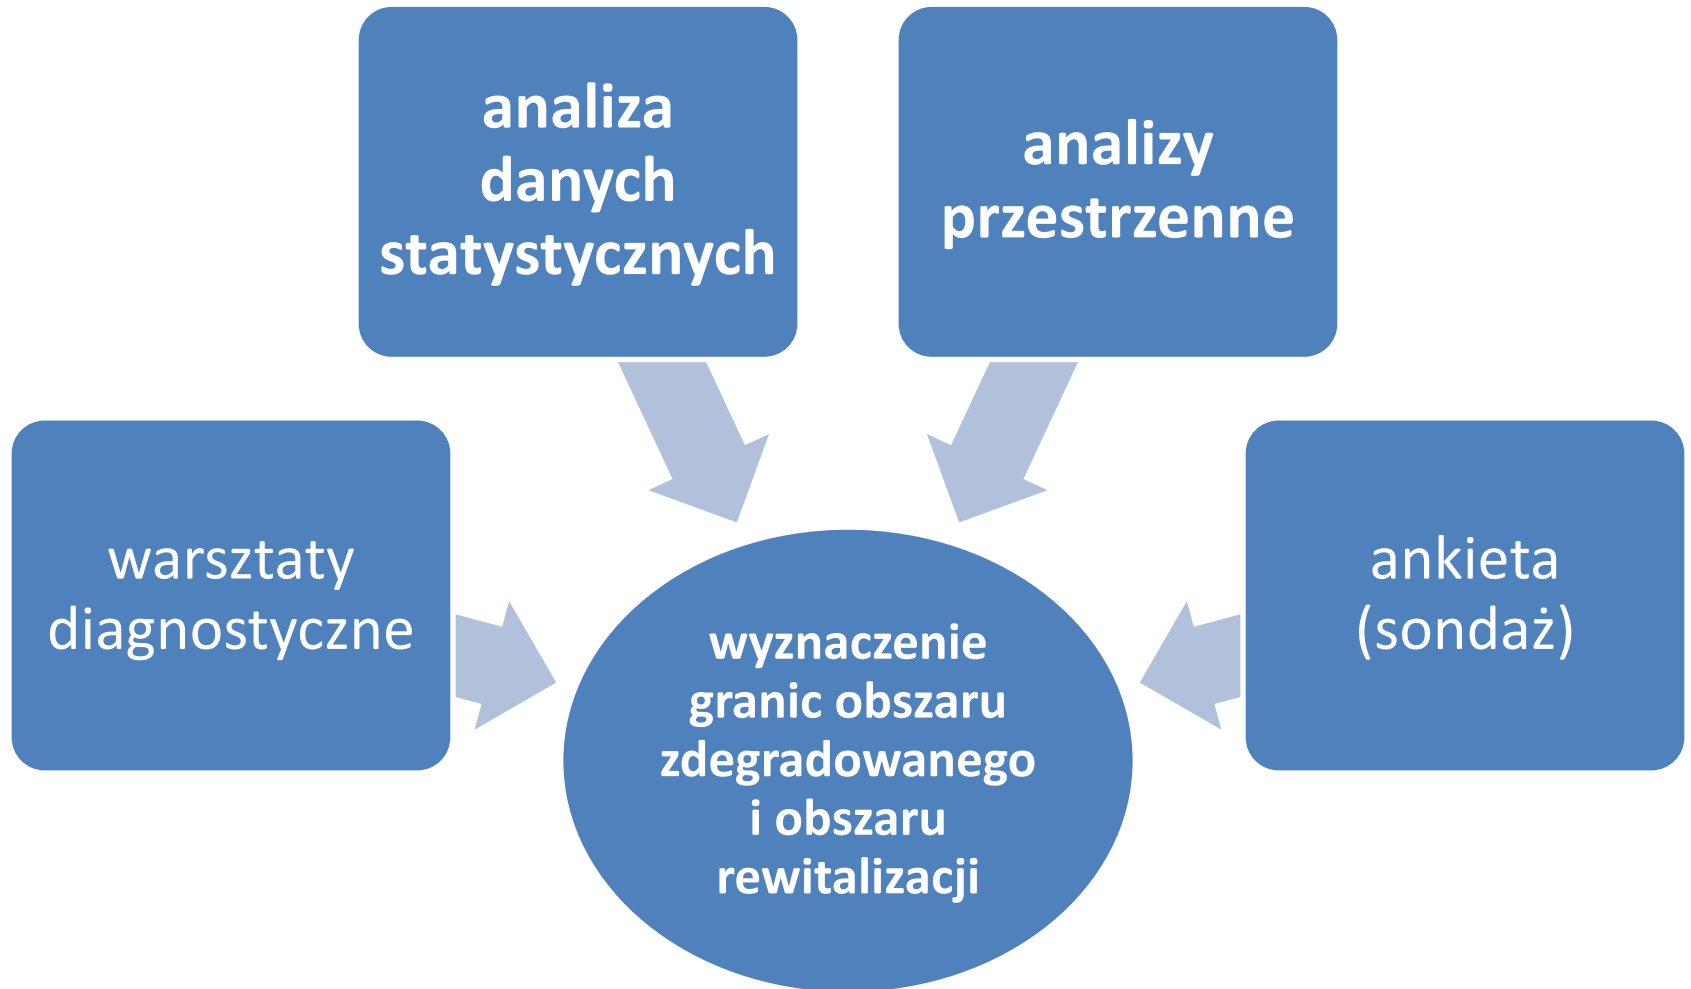 analiza
danych
statystycznych
analizy
przestrzenne
warsztaty
diagnostyczne
ankieta
(sondaż)
wyznaczenie
granic obszaru
zdegradowanego
i obszaru
rewitalizacji